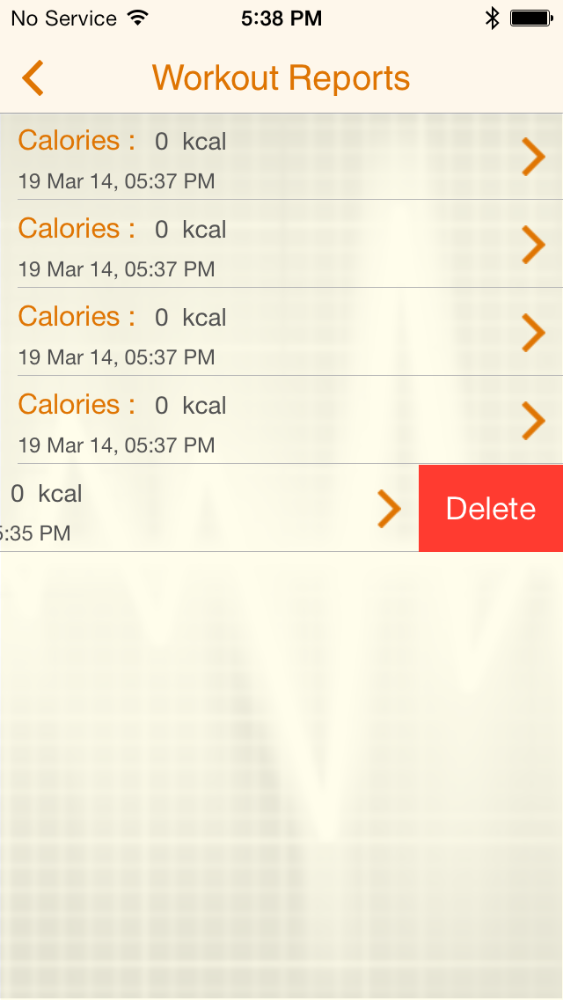 No Service 5:38 PM
Workout Reports
Calories : 0 kcal
19 Mar 14, 05:37 PM
Calories : 0 kcal
19 Mar 14, 05:37 PM
Calories : 0 kcal
19 Mar 14, 05:37 PM
Calories : 0 kcal
19 Mar 14, 05:37 PM
0 kcal
5:35 PM
Delete